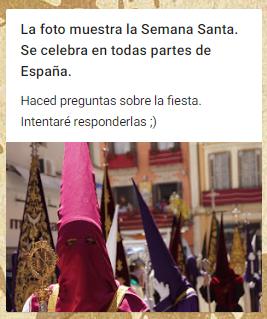 La foto muestra la Semana Santa.
Se celebra en todas partes de
España.
Haced preguntas sobre la fiesta.
Intentaré responderlas ;)